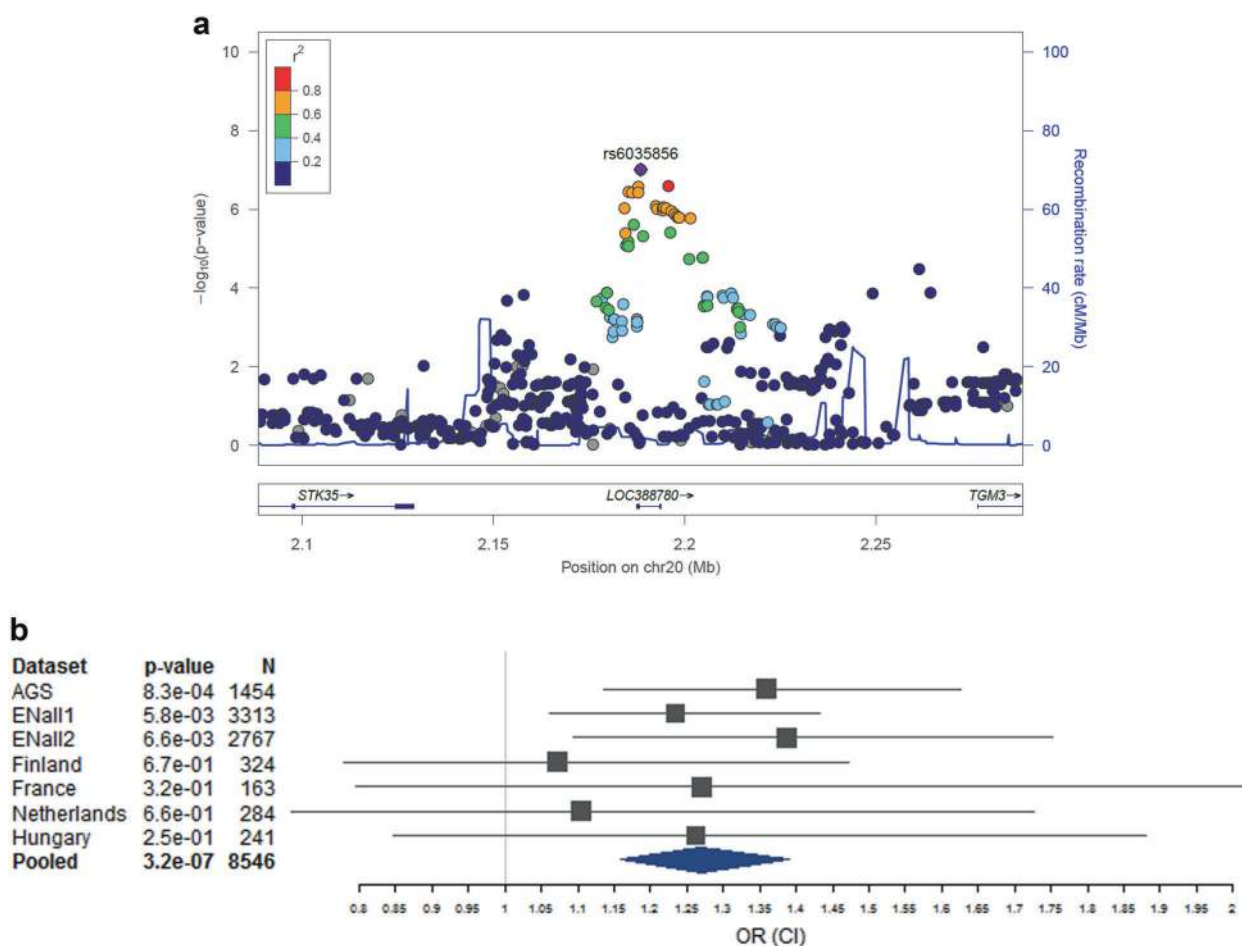 a
10
8
6
4
2
0
−log10(p−value)
r2
0.8
0.6
0.4
0.2
rs6035856
100
80
60
40
20
0
Recombination rate (cM/Mb)
STK35→
LOC388780→
TGM3→
2.1 2.15 2.2 2.25
Position on chr20 (Mb)
b
Dataset p-value N
AGS 8.3e-04 1454
ENall1 5.8e-03 3313
ENall2 6.6e-03 2767
Finland 6.7e-01 324
France 3.2e-01 163
Netherlands 6.6e-01 284
Hungary 2.5e-01 241
Pooled 3.2e-07 8546
0.8 0.85 0.9 0.95 1 1.05 1.1 1.15 1.2 1.25 1.3 1.35 1.4 1.45 1.5 1.55 1.6 1.65 1.7 1.75 1.8 1.85 1.9 1.95 2
OR (CI)